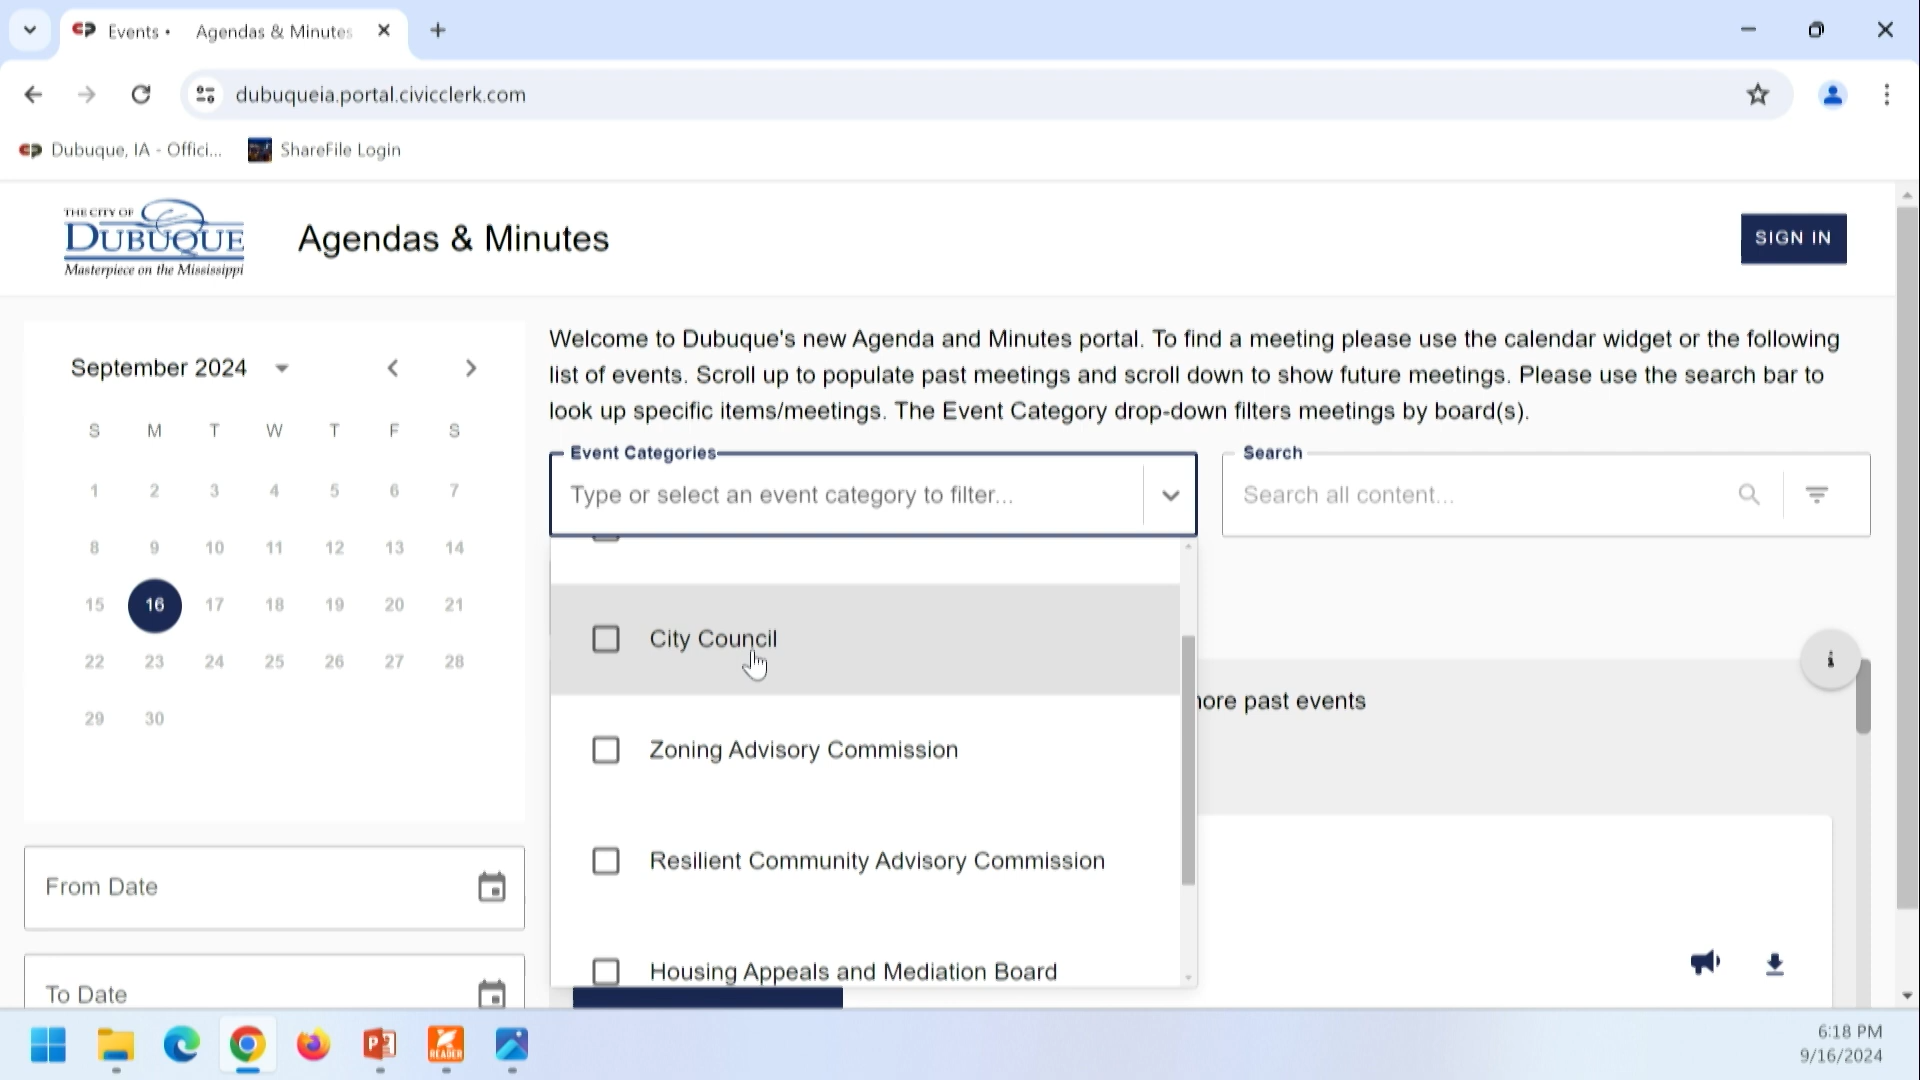 Events • Agendas & Minutes
dubuqueia.portal.civicclerk.com
Dubuque, IA - Offici... ShareFile Login
THE CITY OF
DUBUQUE
Masterpiece on the Mississippi
Agendas & Minutes
SIGN IN
September 2024
S M T W T F S
1 2 3 4 5 6 7
8 9 10 11 12 13 14
15 16 17 18 19 20 21
22 23 24 25 26 27 28
29 30
From Date
To Date
Welcome to Dubuque's new Agenda and Minutes portal. To find a meeting please use the calendar widget or the following
list of events. Scroll up to populate past meetings and scroll down to show future meetings. Please use the search bar to
look up specific items/meetings. The Event Category drop-down filters meetings by board(s).
Event Categories
Type or select an event category to filter...
Search
Search all content...
City Council
Zoning Advisory Commission
Resilient Community Advisory Commission
Housing Appeals and Mediation Board
past events
READER
6:18 PM
9/16/2024